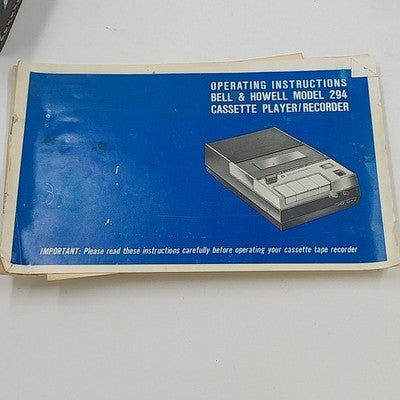 OPERATING INSTRUCTIONS
BELL & HOWELL MODEL 294
CASSETTE PLAYER/RECORDER
IMPORTANT: Please read these instructions carefully before operating your cassette tape recorder